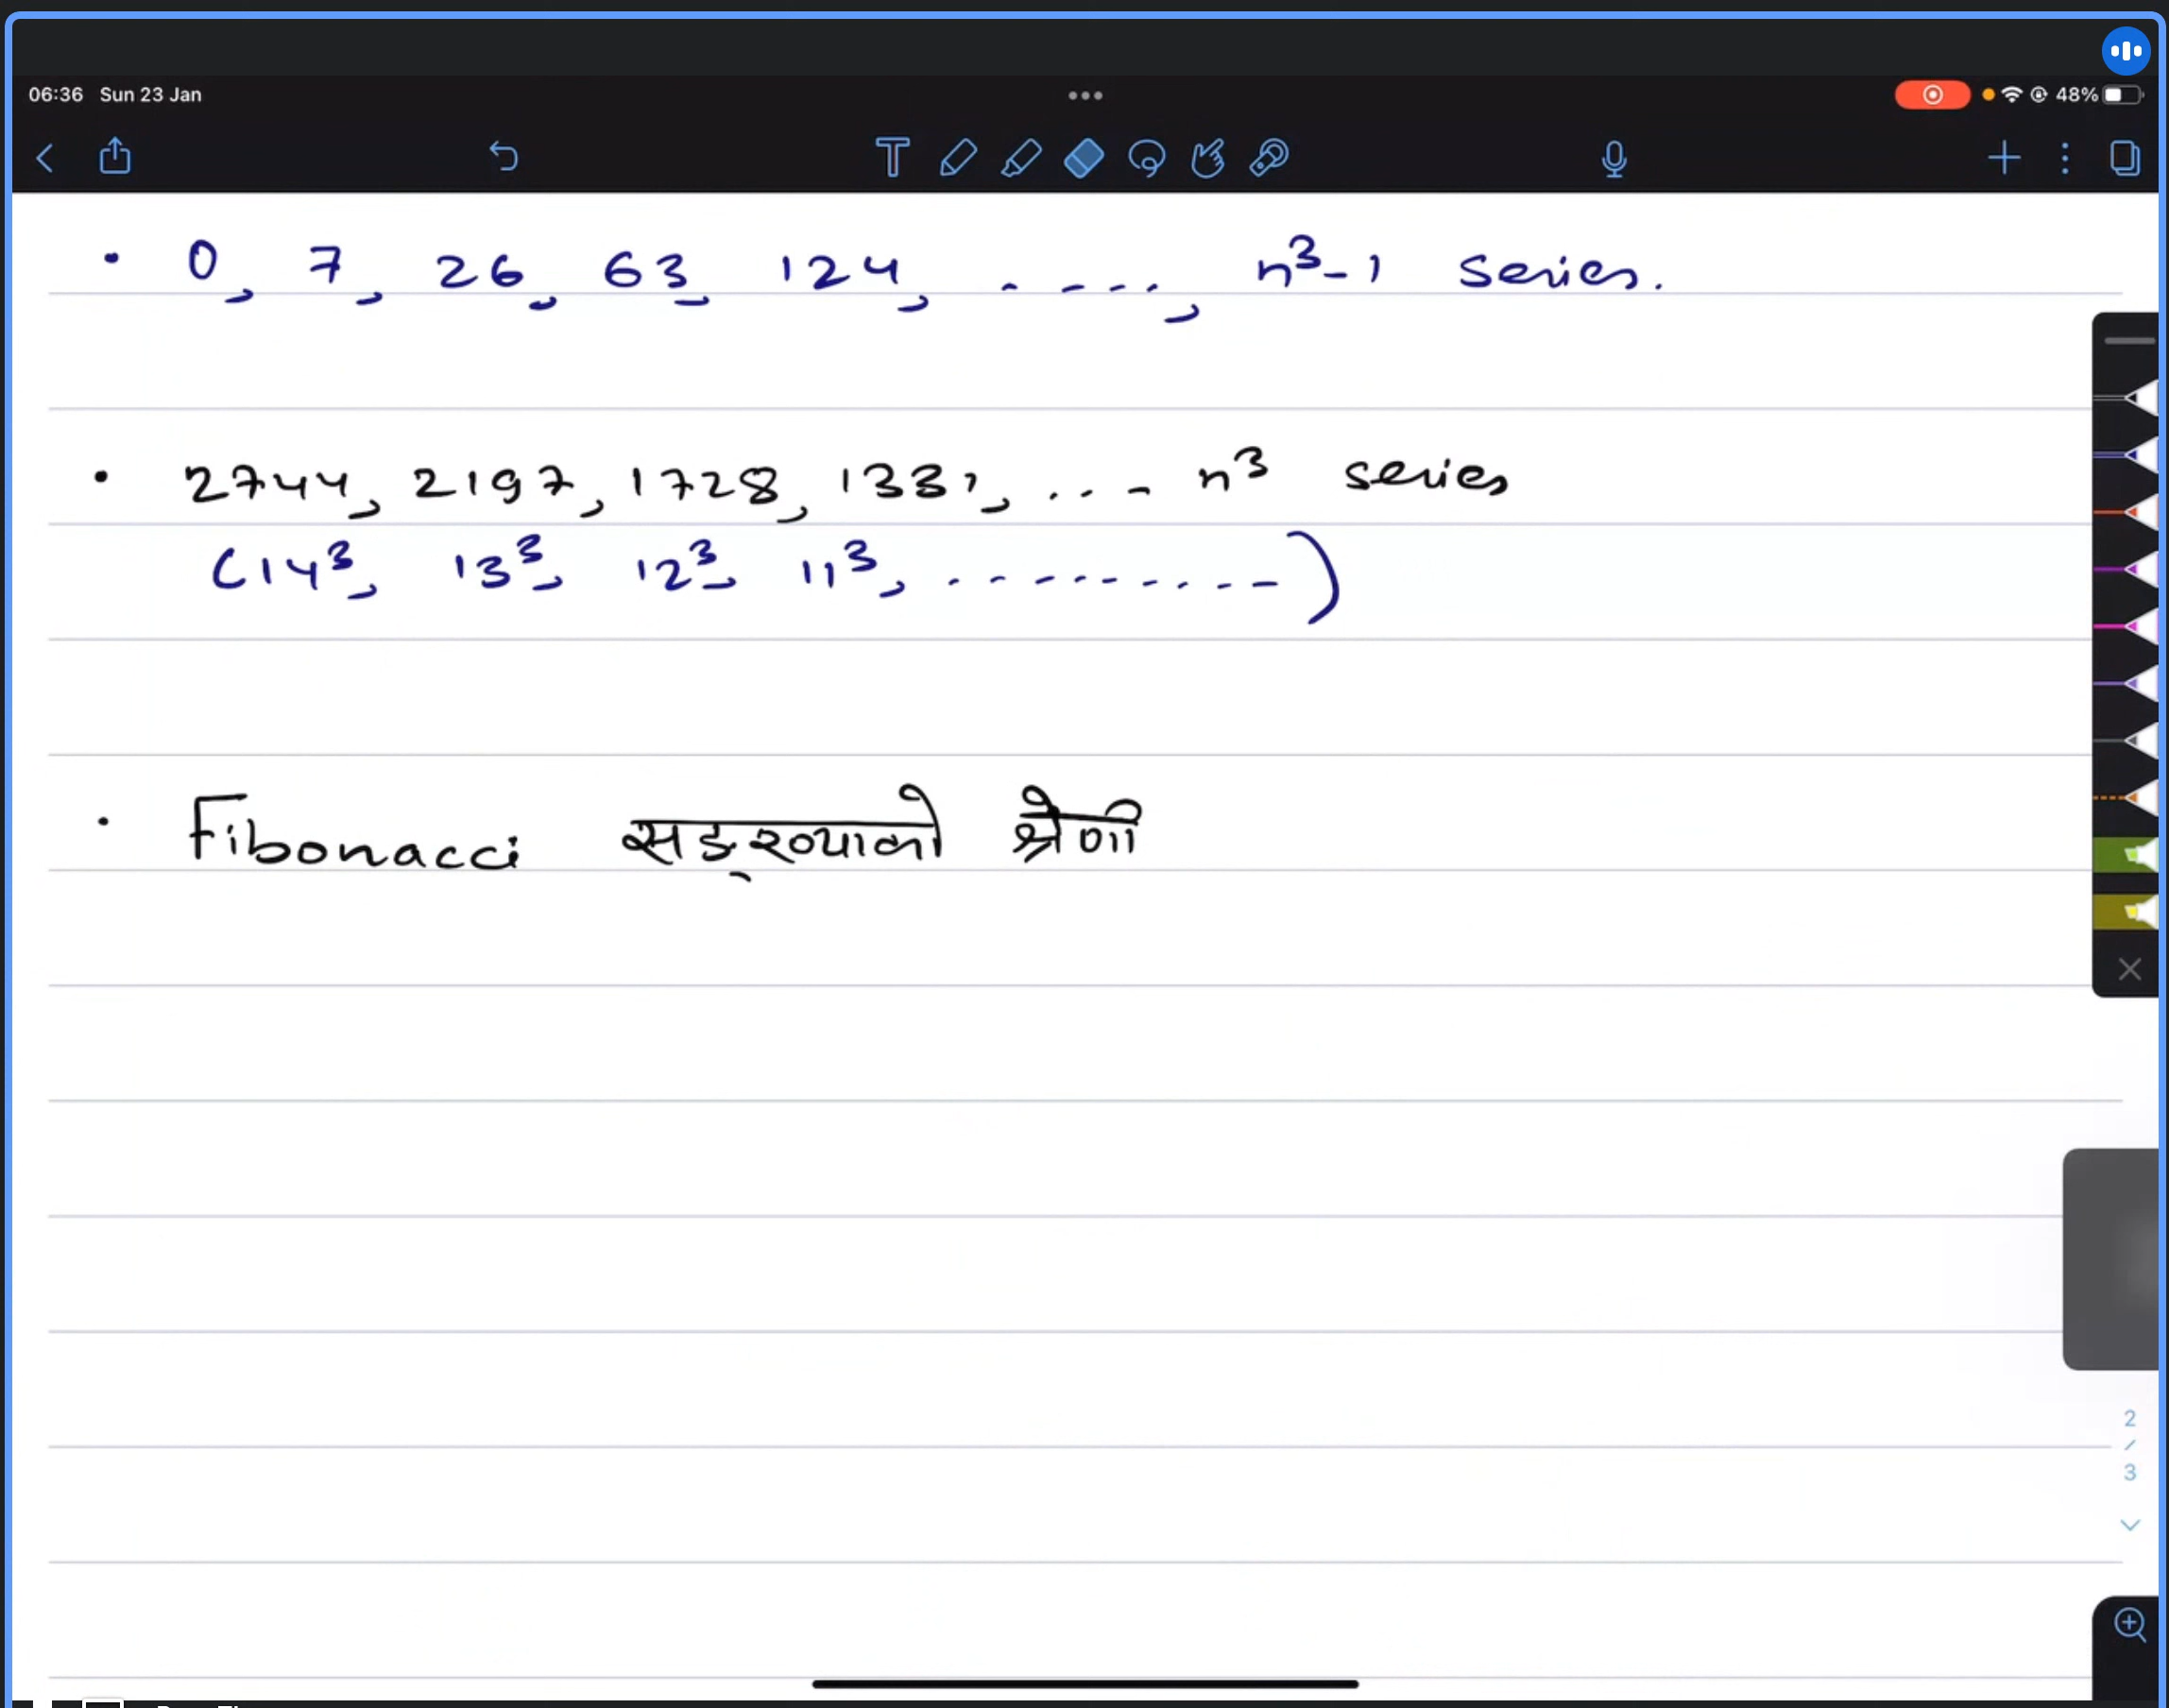 06:36 Sun 23 Jan 48%
• 0, 7, 26, 63, 124, . - - -, n³-1 series.
• 2744, 2197, 1728, 1331, . . - n³ series
(14³, 13³, 12³, 11³, - - - - - - - - - -)
• Fibonacci सङ्ख्याको श्रेणी
2
/
3